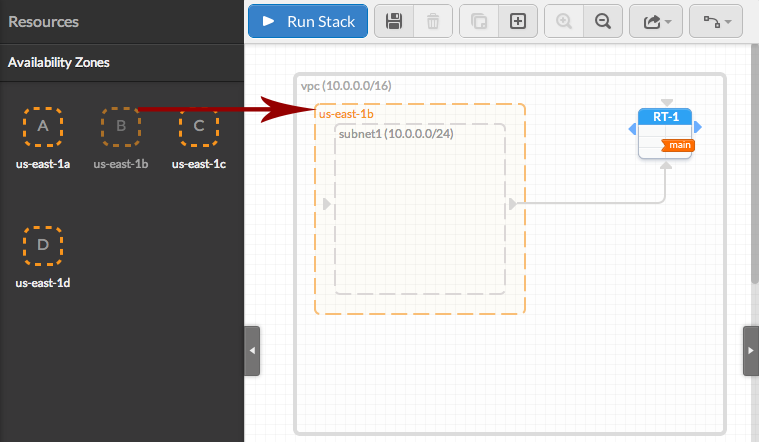 Resources
Run Stack
Availability Zones
A
B
C
us-east-1a
us-east-1b
us-east-1c
D
us-east-1d
vpc (10.0.0.0/16)
us-east-1b
subnet1 (10.0.0.0/24)
RT-1
main